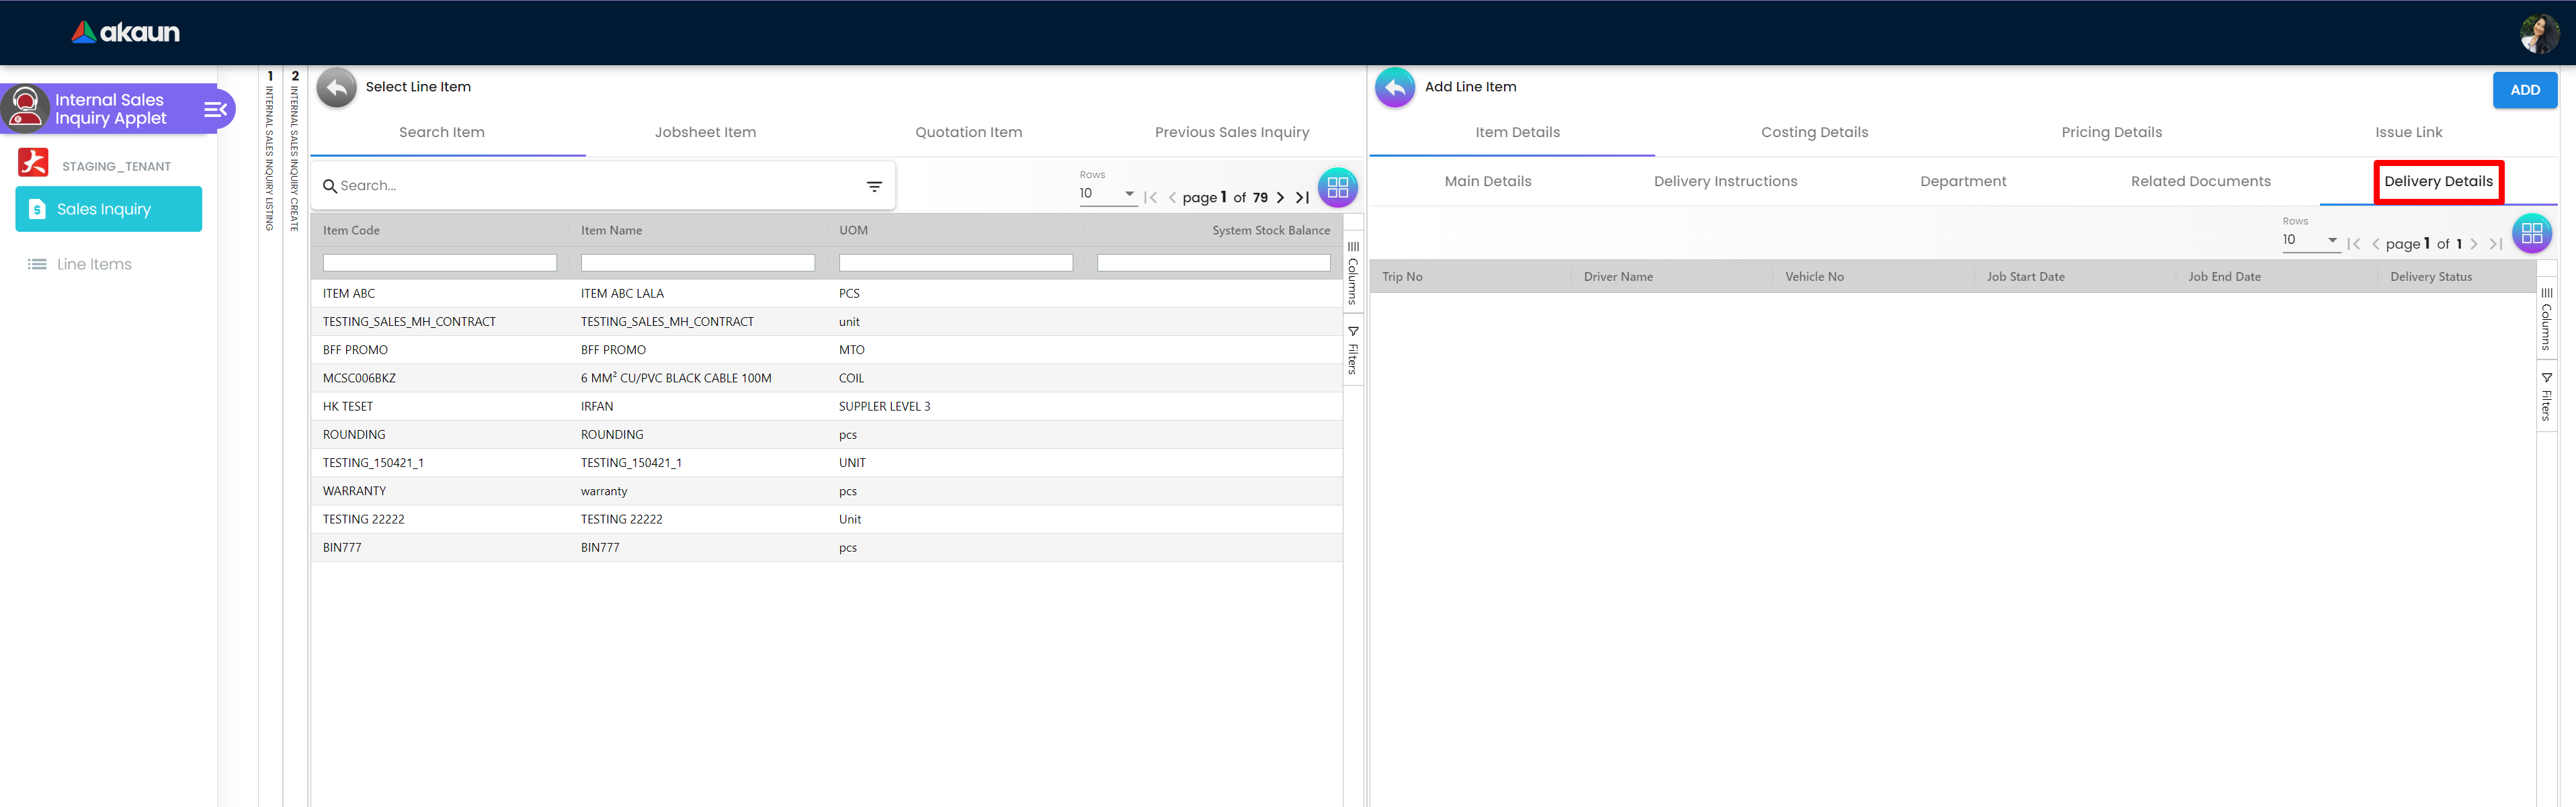 akaun
Internal Sales
Inquiry Applet
STAGING_TENANT
Sales Inquiry
Line Items
1 INTERNAL SALES INQUIRY LISTING
2 INTERNAL SALES INQUIRY CREATE
Select Line Item
Search Item Jobsheet Item Quotation Item Previous Sales Inquiry
Search...
Rows
10 page 1 of 79
Item Code Item Name UOM System Stock Balance
ITEM ABC ITEM ABC LALA PCS
TESTING_SALES_MH_CONTRACT TESTING_SALES_MH_CONTRACT unit
BFF PROMO BFF PROMO MTO
MCSC006BKZ 6 MM² CU/PVC BLACK CABLE 100M COIL
HK TESET IRFAN SUPPLER LEVEL 3
ROUNDING ROUNDING pcs
TESTING_150421_1 TESTING_150421_1 UNIT
WARRANTY warranty pcs
TESTING 22222 TESTING 22222 Unit
BIN777 BIN777 pcs
Columns
Filters
Add Line Item
ADD
Item Details Costing Details Pricing Details Issue Link
Main Details Delivery Instructions Department Related Documents Delivery Details
Rows
10 page 1 of 1
Trip No Driver Name Vehicle No Job Start Date Job End Date Delivery Status
Columns
Filters